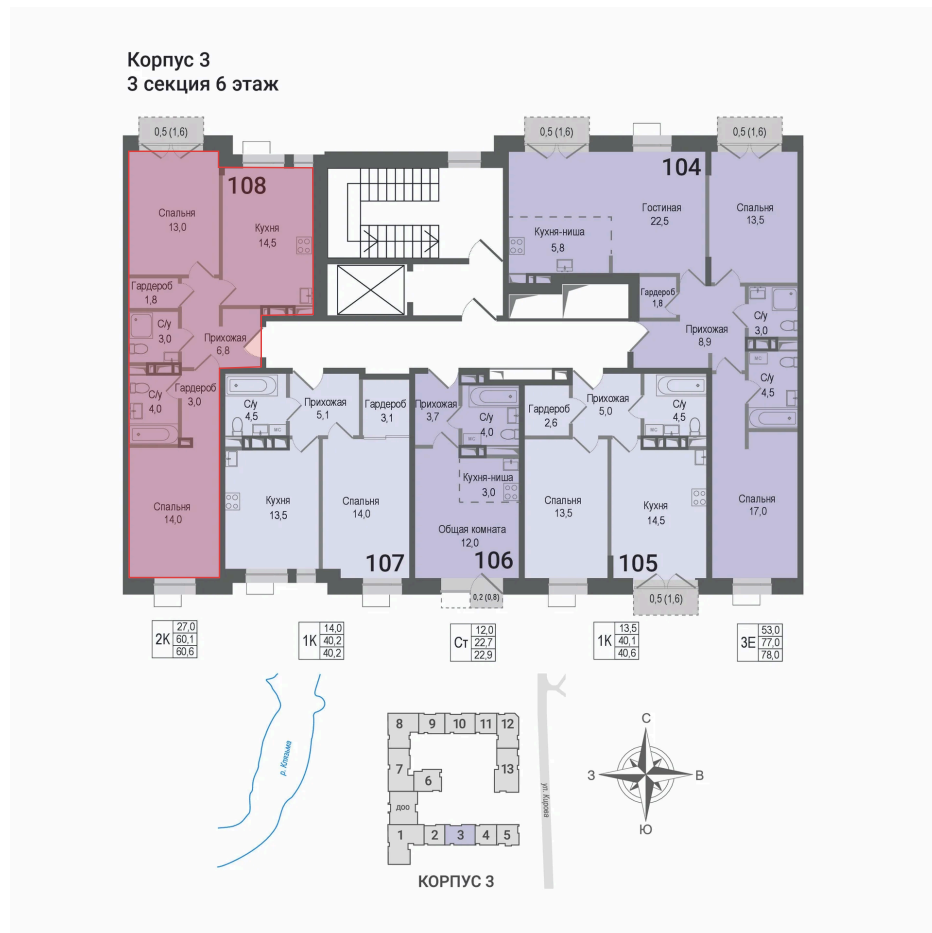 Корпус 3
3 секция 6 этаж
0,5 (1,6)
0,5 (1,6)
0,5 (1,6)
108
104
Спальня
13,0
Кухня
14,5
Гостиная
22,5
Спальня
13,5
Кухня-ниша
5,8
Гардероб
1,8
Гардероб
1,8
С/у
3,0
Прихожая
6,8
Прихожая
8,9
С/у
3,0
С/у
4,0
Гардероб
3,0
С/у
4,5
С/у
4,5
Прихожая
5,1
Гардероб
3,1
Прихожая
3,7
С/у
4,0
Гардероб
2,6
Прихожая
5,0
С/у
4,5
Кухня-ниша
3,0
Спальня
14,0
Кухня
13,5
Спальня
14,0
Общая комната
12,0
Спальня
13,5
Кухня
14,5
Спальня
17,0
107
106
105
0,2 (0,8)
0,5 (1,6)
2К
27,0
60,1
60,6
1К
14,0
40,2
40,2
Ст
12,0
22,7
22,9
1К
13,5
40,1
40,6
3Е
53,0
77,0
78,0
р. Клязьма
8
9
10
11
12
7
6
13
ДОО
1
2
3
4
5
КОРПУС 3
ул. Кирова
С
З
В
Ю